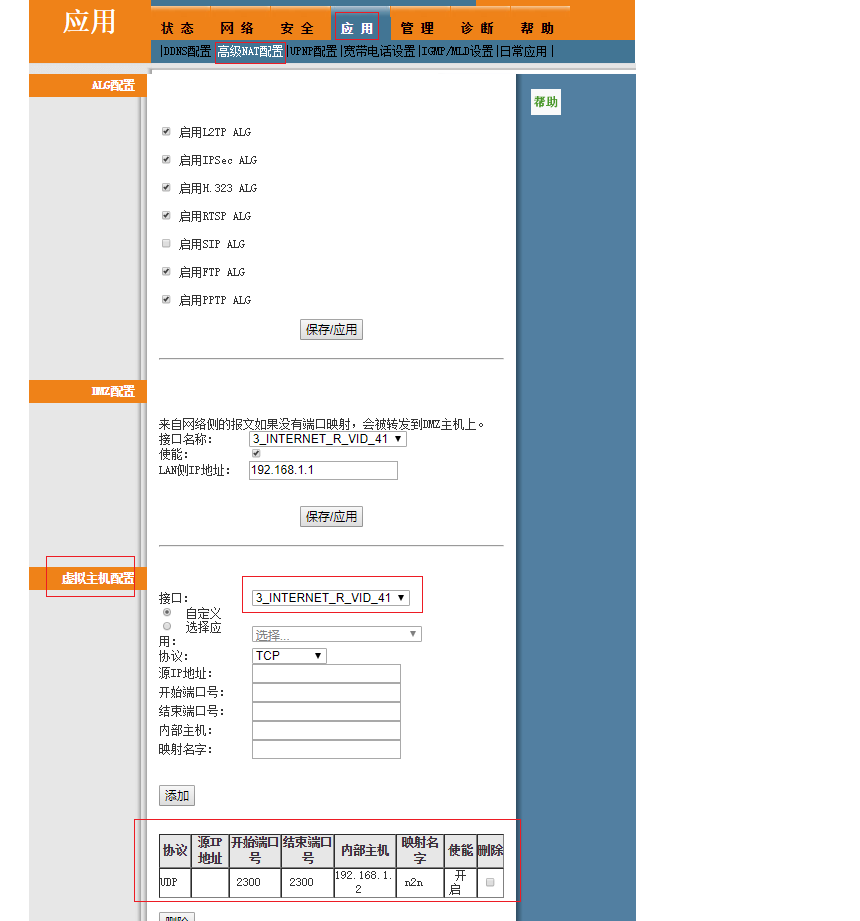 应用
状态 网络 安全 应用 管理 诊断 帮助
|DDNS配置 |高级NAT配置 |UPNP配置 |宽带电话设置 |IGMP/MLD设置 |日常应用 |
ALG配置
帮助
启用L2TP ALG
启用IPSec ALG
启用H.323 ALG
启用RTSP ALG
启用SIP ALG
启用FTP ALG
启用PPTP ALG
保存/应用
DMZ配置
来自网络侧的报文如果没有端口映射，会被转发到DMZ主机上。
接口名称： 3_INTERNET_R_VID_41
使能：
LAN侧IP地址： 192.168.1.1
保存/应用
虚拟主机配置
接口： 3_INTERNET_R_VID_41
自定义
选择应
用： 选择...
协议： TCP
源IP地址：
开始端口号：
结束端口号：
内部主机：
映射名字：
添加
协议 源IP地址 开始端口号 结束端口号 内部主机 映射名字 使能 删除
UDP 2300 2300 192.168.1.2 n2n 开启